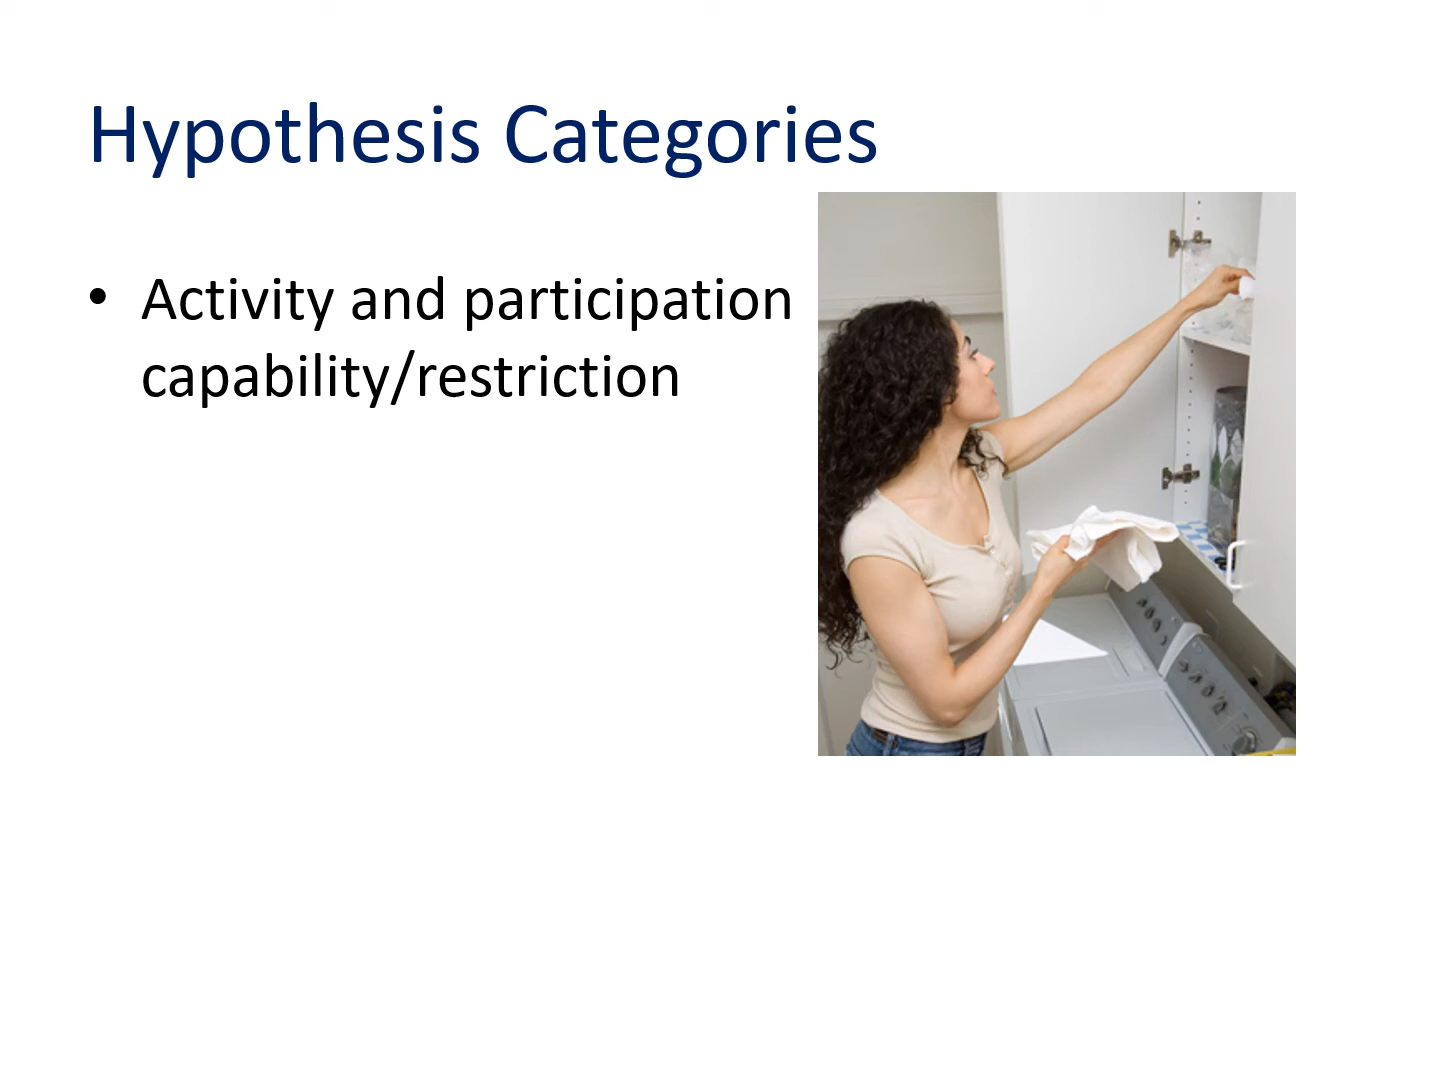 Hypothesis Categories
• Activity and participation
capability/restriction